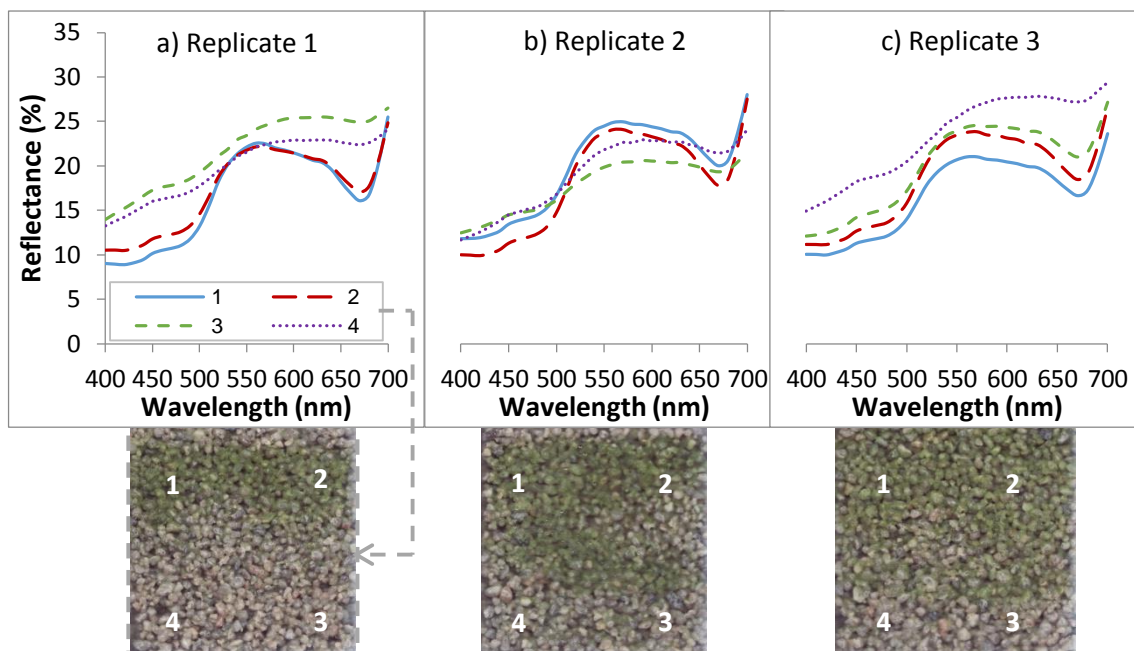 a) Replicate 1
b) Replicate 2
c) Replicate 3
Reflectance (%)
35
30
25
20
15
10
5
0
1 2
3 4
400 450 500 550 600 650 700
400 450 500 550 600 650 700
400 450 500 550 600 650 700
Wavelength (nm)
Wavelength (nm)
Wavelength (nm)
1 2
4 3
1 2
4 3
1 2
4 3